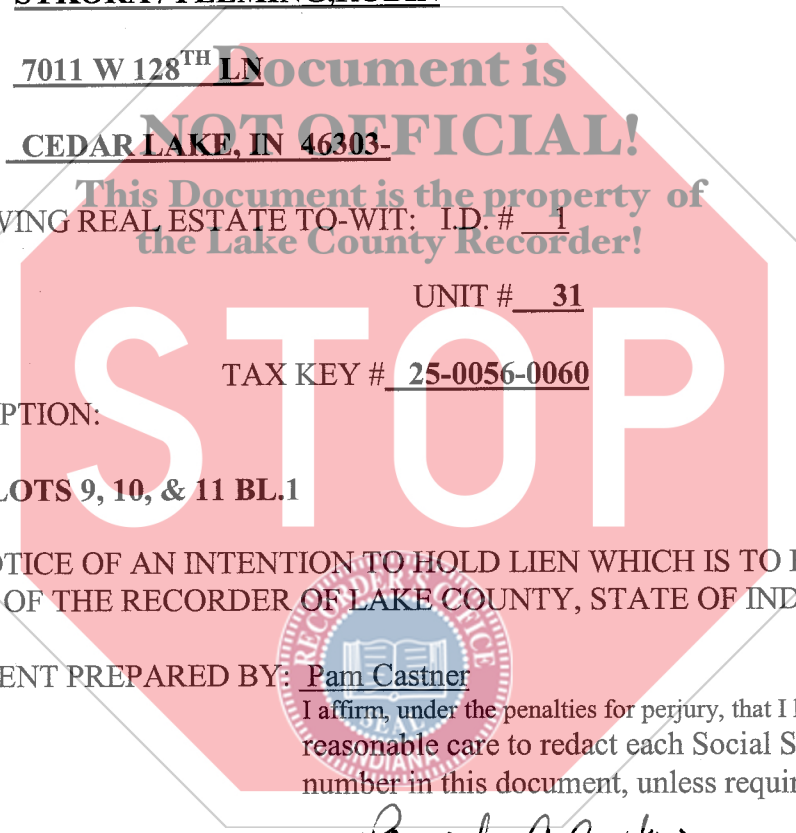 7011 W 128TH LN
Document is
CEDAR LAKE, IN 46303-
NOT OFFICIAL!
This Document is the property of
WING REAL ESTATE TO-WIT: I.D. # 1
the Lake County Recorder!
UNIT # 31
STOP
TAX KEY # 25-0056-0060
PTION:
LOTS 9, 10, & 11 BL.1
OTICE OF AN INTENTION TO HOLD LIEN WHICH IS TO
OF THE RECORDER OF LAKE COUNTY, STATE OF IND
RECORDER'S OFFICE
SEAL
INDIANA
ENT PREPARED BY: Pam Castner
I affirm, under the penalties for perjury, that I
reasonable care to redact each Social S
number in this document, unless requir